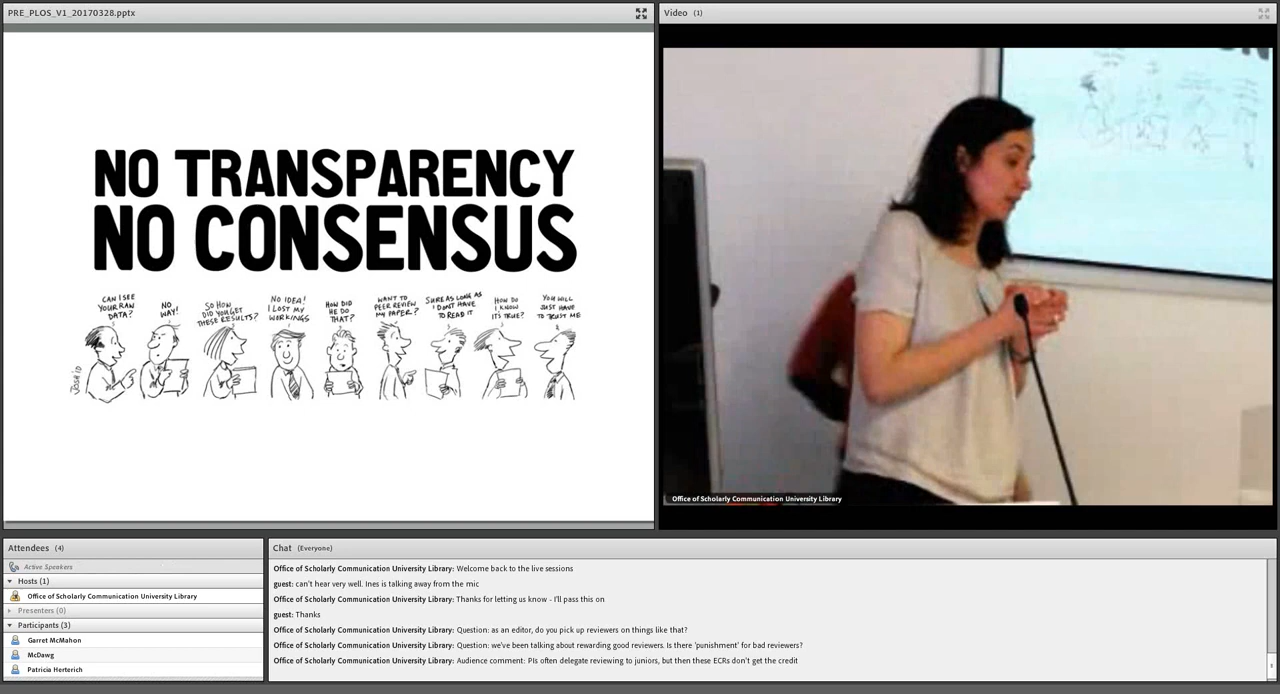 PRE_PLOS_V1_20170328.pptx
NO TRANSPARENCY
NO CONSENSUS
CAN I SEE
YOUR RAW
DATA?
NO
WAY!
SO HOW
DID YOU GET
THESE RESULTS?
NO IDEA!
I LOST MY
WORKINGS
HOW DID
HE DO
THAT?
WANT TO
PEER REVIEW
MY PAPER?
SURE AS LONG AS
I DON'T HAVE
TO READ IT
HOW DO
I KNOW
IT'S TRUE?
YOU WILL
JUST HAVE
TO TRUST ME
Video (1)
Office of Scholarly Communication University Library
Attendees (4)
Active Speakers
Hosts (1)
Office of Scholarly Communication University Library
Presenters (0)
Participants (3)
Garret McMahon
McDawg
Patricia Herterich
Chat (Everyone)
Office of Scholarly Communication University Library: Welcome back to the live sessions
guest: can't hear very well. Ines is talking away from the mic
Office of Scholarly Communication University Library: Thanks for letting us know - I'll pass this on
guest: Thanks
Office of Scholarly Communication University Library: Question: as an editor, do you pick up reviewers on things like that?
Office of Scholarly Communication University Library: Question: we've been talking about rewarding good reviewers. Is there 'punishment' for bad reviewers?
Office of Scholarly Communication University Library: Audience comment: PIs often delegate reviewing to juniors, but then these ECRs don't get the credit